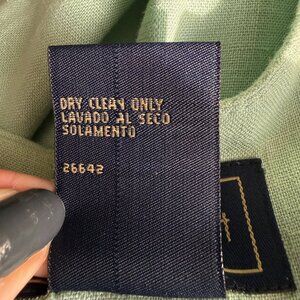 DRY CLEAN ONLY
LAVADO AL SECO
SOLAMENTO
26642